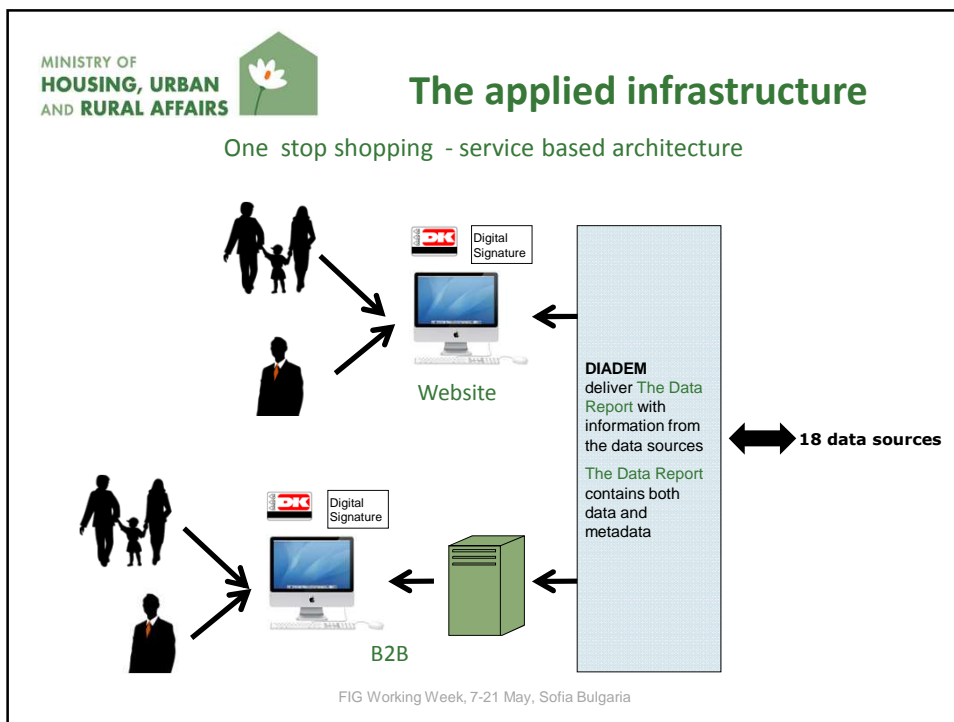 MINISTRY OF
HOUSING, URBAN
AND RURAL AFFAIRS
The applied infrastructure
One stop shopping - service based architecture
DK
Digital
Signature
Website
DIADEM
deliver The Data
Report with
information from
the data sources
The Data Report
contains both
data and
metadata
18 data sources
DK
Digital
Signature
B2B
FIG Working Week, 7-21 May, Sofia Bulgaria